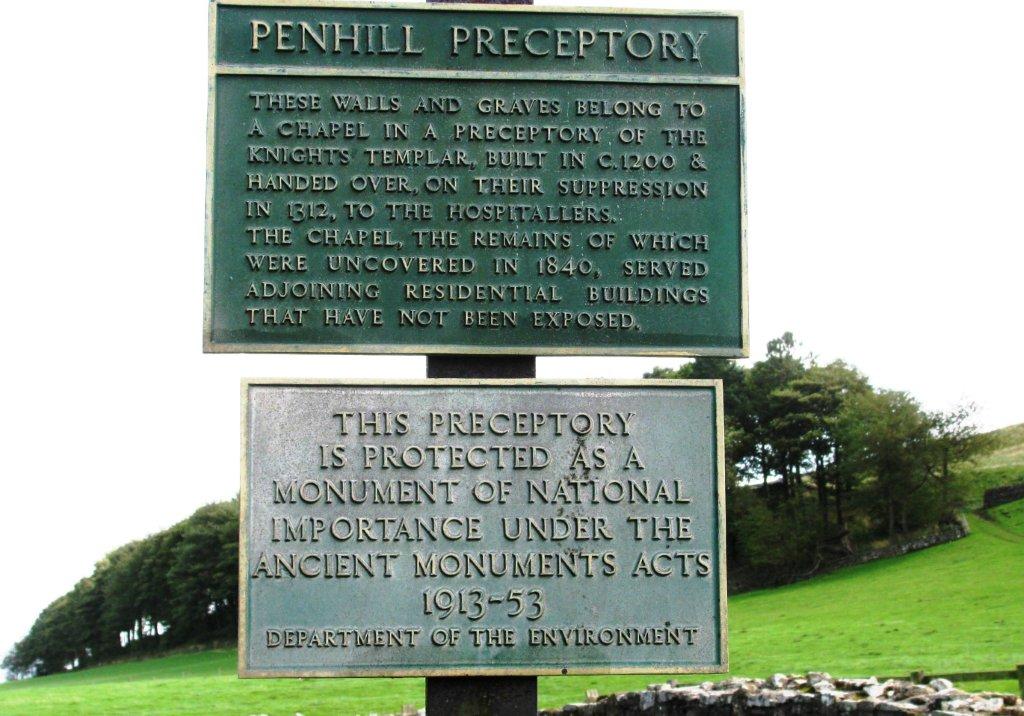 PENHILL PRECEPTORY
THESE WALLS AND GRAVES BELONG TO
A CHAPEL IN A PRECEPTORY OF THE
KNIGHTS TEMPLAR, BUILT IN C.1200 &
HANDED OVER, ON THEIR SUPPRESSION
IN 1312, TO THE HOSPITALLERS.
THE CHAPEL, THE REMAINS OF WHICH
WERE UNCOVERED IN 1840, SERVED
ADJOINING RESIDENTIAL BUILDINGS
THAT HAVE NOT BEEN EXPOSED.
THIS PRECEPTORY
IS PROTECTED AS A
MONUMENT OF NATIONAL
IMPORTANCE UNDER THE
ANCIENT MONUMENTS ACTS
1913-53
DEPARTMENT OF THE ENVIRONMENT